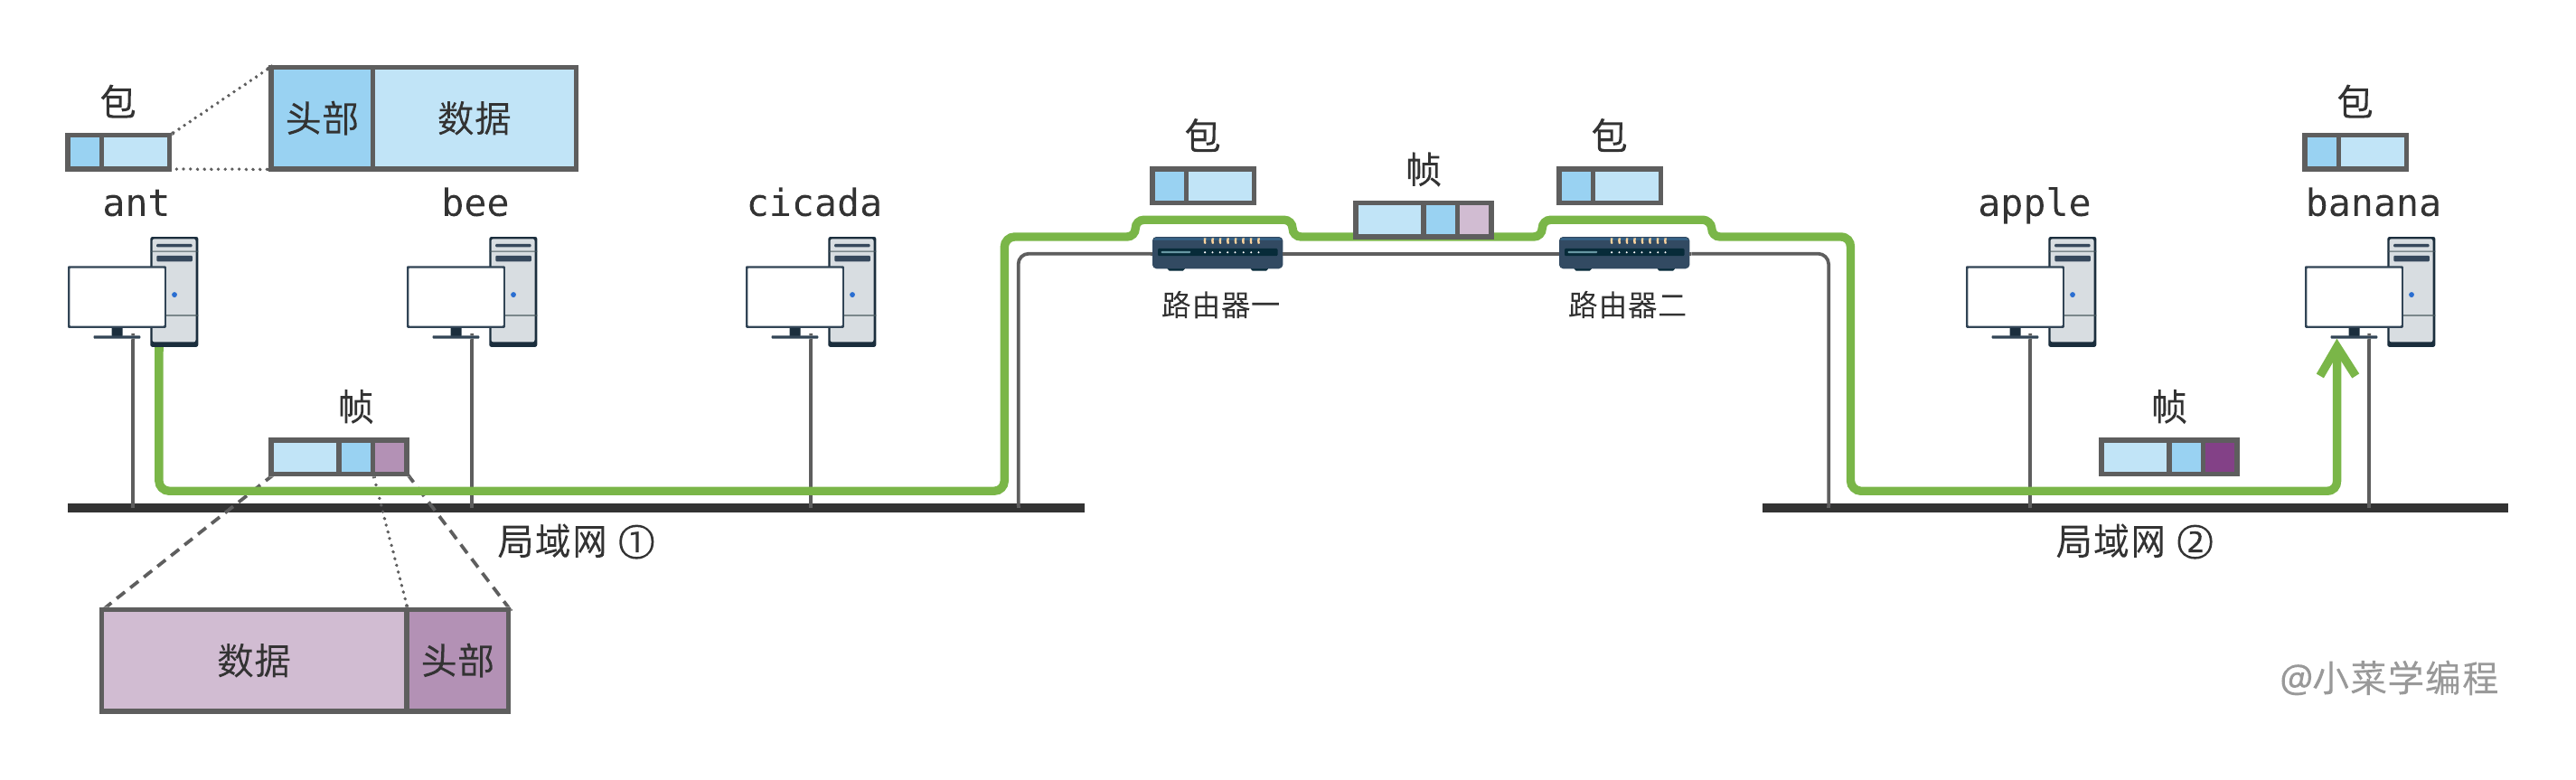 包
头部 数据
ant
bee
cicada
包
帧
包
路由器一
路由器二
包
apple
banana
帧
局域网 ①
数据 头部
帧
局域网 ②
@小菜学编程